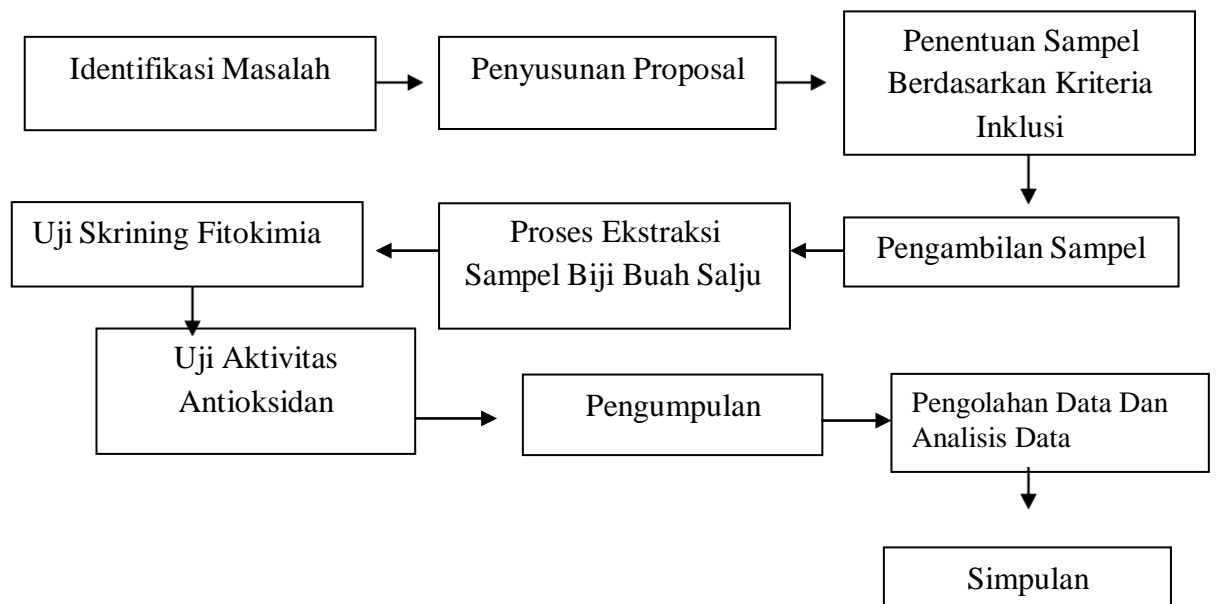 Identifikasi Masalah
Penyusunan Proposal
Penentuan Sampel
Berdasarkan Kriteria
Inklusi
Pengambilan Sampel
Proses Ekstraksi
Sampel Biji Buah Salju
Uji Skrining Fitokimia
Uji Aktivitas
Antioksidan
Pengumpulan
Pengolahan Data Dan
Analisis Data
Simpulan